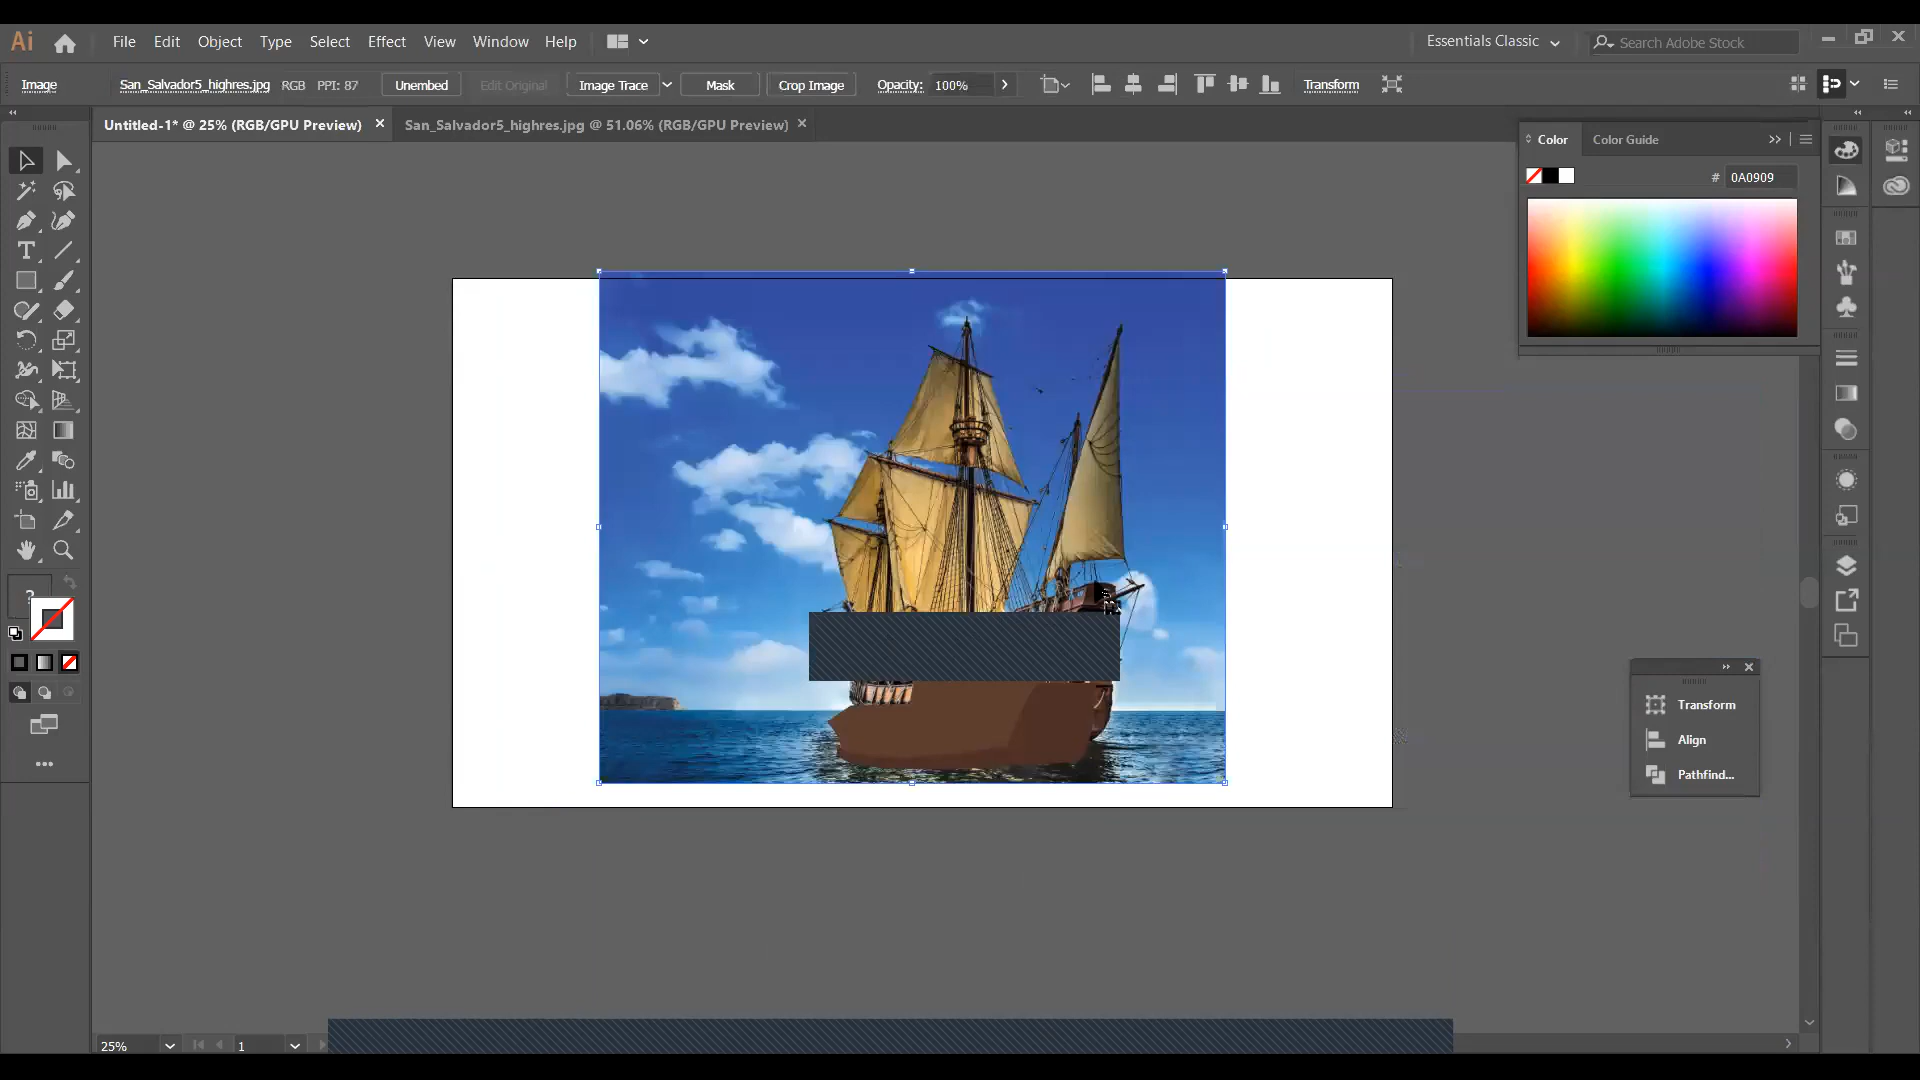 Ai File Edit Object Type Select Effect View Window Help Essentials Classic Search Adobe Stock
Image San_Salvador5_highres.jpg RGB PPI: 87 Unembed Edit Original Image Trace Mask Crop Image Opacity: 100% Transform
Untitled-1* @ 25% (RGB/GPU Preview) San_Salvador5_highres.jpg @ 51.06% (RGB/GPU Preview)
Color Color Guide
# 0A0909
?
Transform
Align
Pathfind...
25% 1